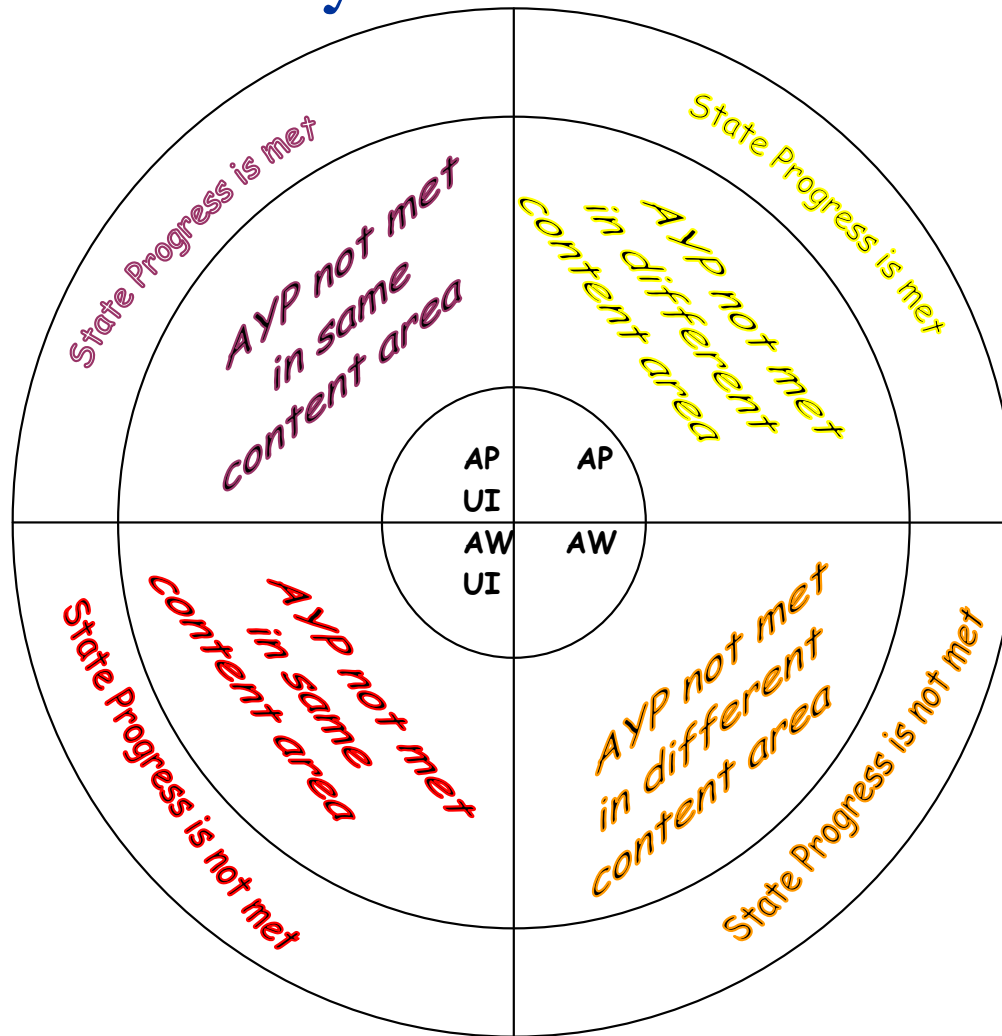 State Progress is met
AYP not met
in same
content area
State Progress is met
AYP not met
in different
content area
AP
UI
AP
AW
UI
AW
State Progress is not met
AYP not met
in same
content area
AYP not met
in different
content area
State Progress is not met